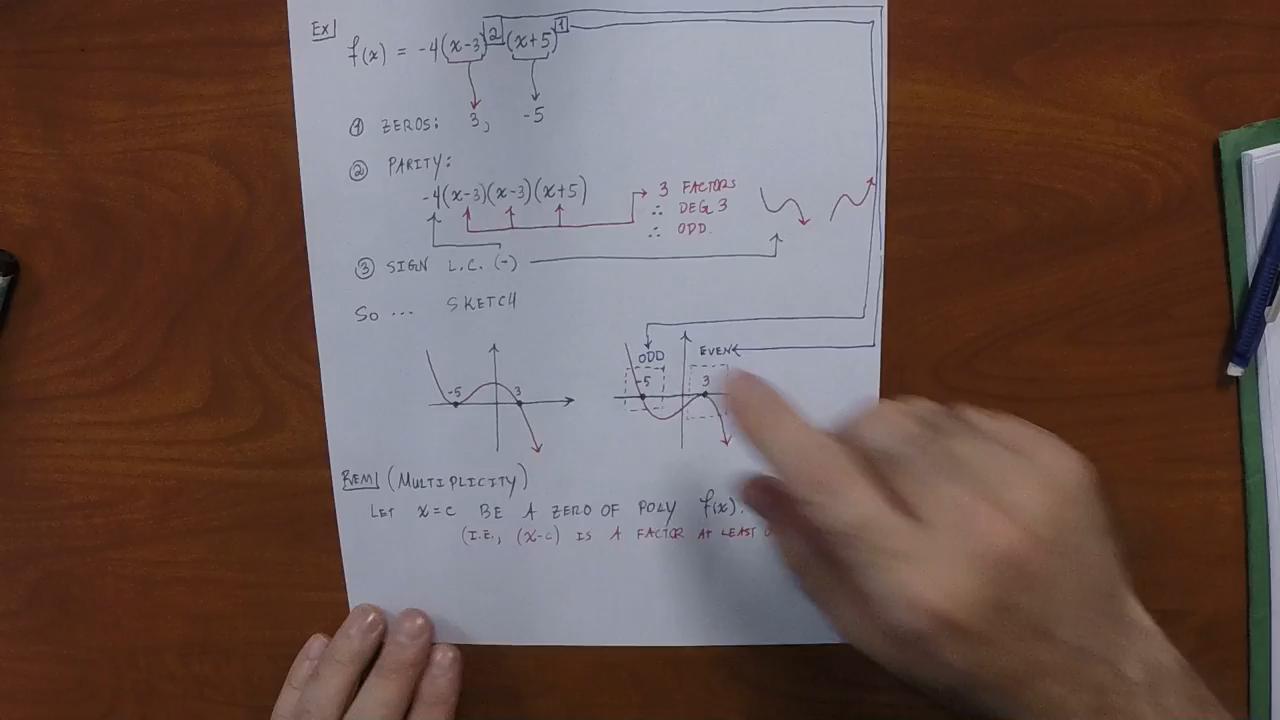 Ex
f(x) = -4(x-3)² (x+5)¹
① ZEROS: 3, -5
② PARITY:
-4(x-3)(x-3)(x+5)
3 FACTORS
∴ DEG 3
∴ ODD.
③ SIGN L.C. (-)
So ... SKETCH
-5 3
ODD EVEN
-5 3
REM (MULTIPLICITY)
LET x=c BE A ZERO OF POLY f(x).
(I.E., (x-c) IS A FACTOR AT LEAST